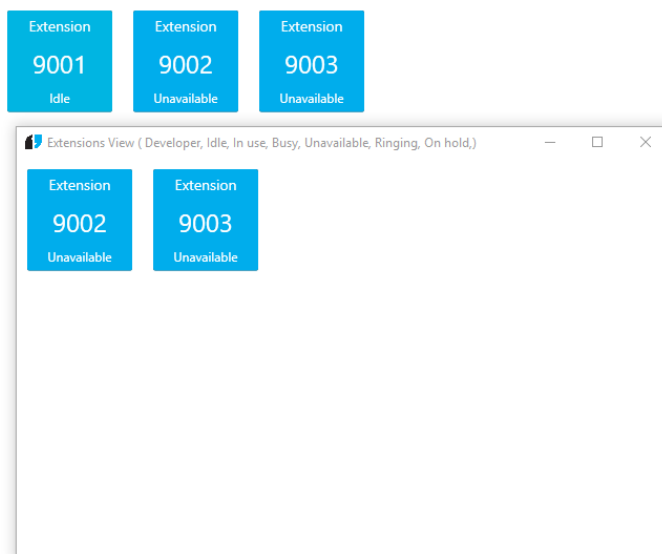 Extension
9001
Idle
Extension
9002
Unavailable
Extension
9003
Unavailable
Extensions View ( Developer, Idle, In use, Busy, Unavailable, Ringing, On hold,)
Extension
9002
Unavailable
Extension
9003
Unavailable